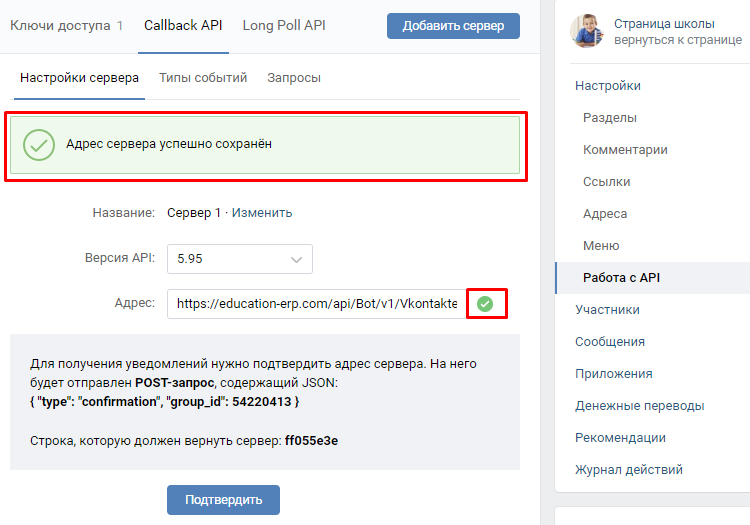 Ключи доступа 1
Callback API
Long Poll API
Добавить сервер
Настройки сервера
Типы событий
Запросы
Адрес сервера успешно сохранён
Название: Сервер 1 · Изменить
Версия API: 5.95
Адрес: https://education-erp.com/api/Bot/v1/Vkontakte
Для получения уведомлений нужно подтвердить адрес сервера. На него
будет отправлен POST-запрос, содержащий JSON:
{ "type": "confirmation", "group_id": 54220413 }
Строка, которую должен вернуть сервер: ff055e3e
Подтвердить
Страница школы
вернуться к странице
Настройки
Разделы
Комментарии
Ссылки
Адреса
Меню
Работа с API
Участники
Сообщения
Приложения
Денежные переводы
Рекомендации
Журнал действий